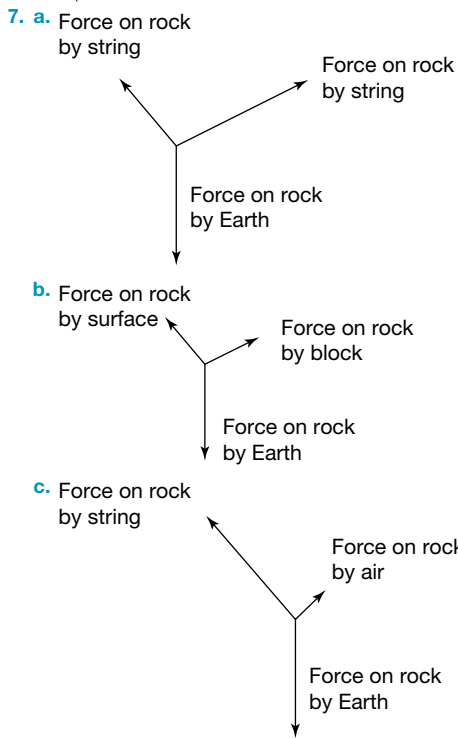 7. a. Force on rock
by string
Force on rock
by string
Force on rock
by Earth
b. Force on rock
by surface
Force on rock
by block
Force on rock
by Earth
c. Force on rock
by string
Force on rock
by air
Force on rock
by Earth